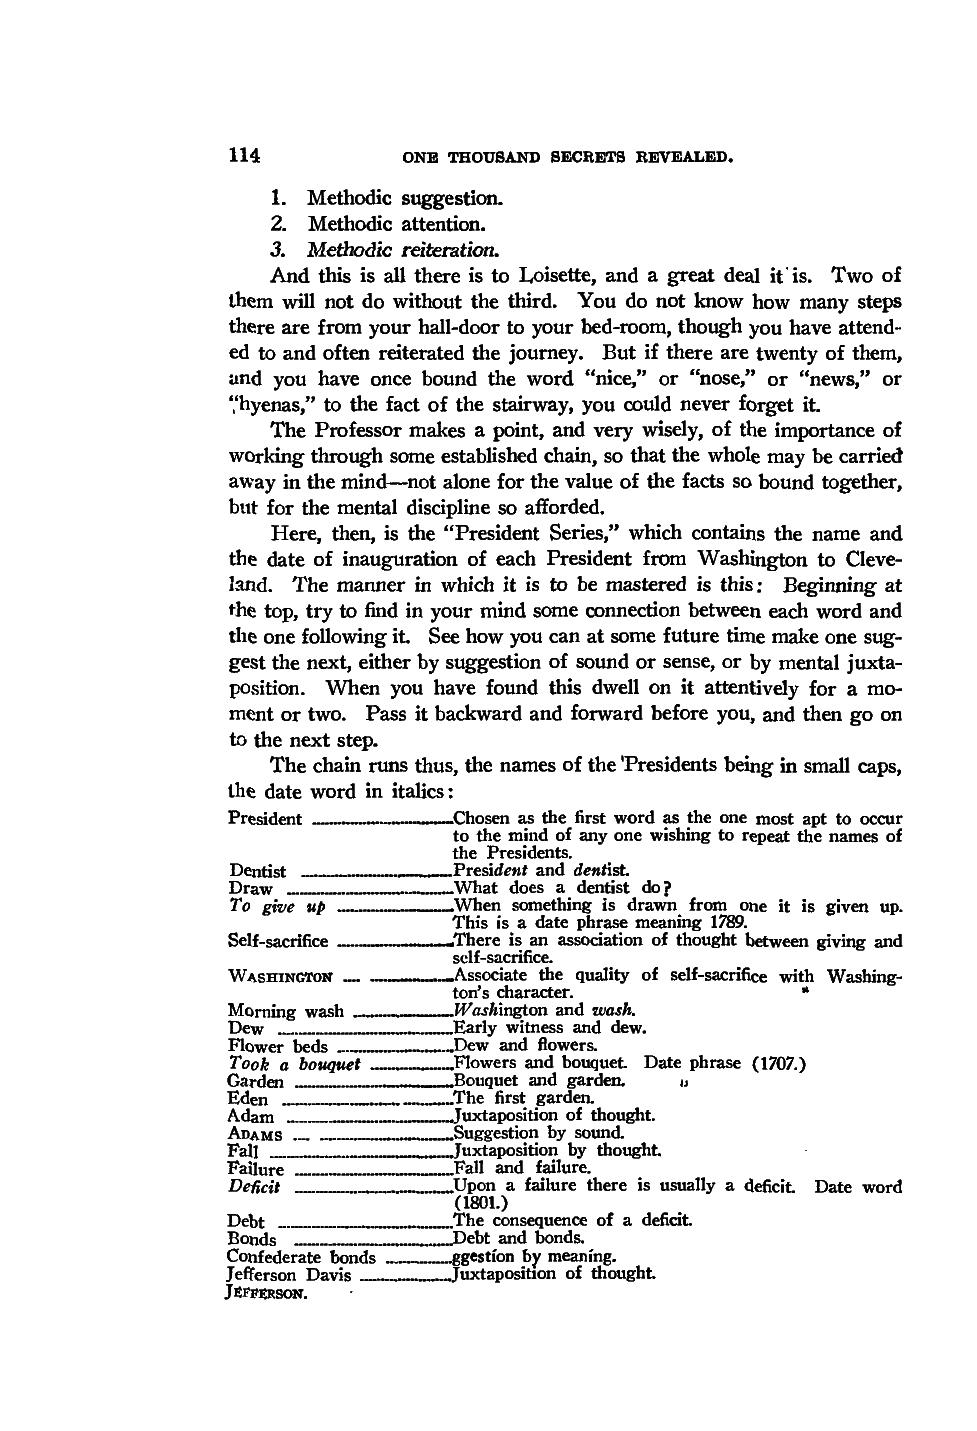 114 ONE THOUSAND SECRETS REVEALED.
1. Methodic suggestion.
2. Methodic attention.
3. Methodic reiteration.
And this is all there is to Loisette, and a great deal it is. Two of
them will not do without the third. You do not know how many steps
there are from your hall-door to your bed-room, though you have attend-
ed to and often reiterated the journey. But if there are twenty of them,
and you have once bound the word “nice,” or “nose,” or “news,” or
“hyenas,” to the fact of the stairway, you could never forget it.
The Professor makes a point, and very wisely, of the importance of
working through some established chain, so that the whole may be carried
away in the mind—not alone for the value of the facts so bound together,
but for the mental discipline so afforded.
Here, then, is the “President Series,” which contains the name and
the date of inauguration of each President from Washington to Cleve-
land. The manner in which it is to be mastered is this: Beginning at
the top, try to find in your mind some connection between each word and
the one following it. See how you can at some future time make one sug-
gest the next, either by suggestion of sound or sense, or by mental juxta-
position. When you have found this dwell on it attentively for a mo-
ment or two. Pass it backward and forward before you, and then go on
to the next step.
The chain runs thus, the names of the Presidents being in small caps,
the date word in italics:
President Chosen as the first word as the one most apt to occur
to the mind of any one wishing to repeat the names of
the Presidents.
Dentist President and dentist.
Draw What does a dentist do?
To give up When something is drawn from one it is given up.
This is a date phrase meaning 1789.
Self-sacrifice There is an association of thought between giving and
self-sacrifice.
WASHINGTON Associate the quality of self-sacrifice with Washing-
ton's character.
Morning wash Washington and wash.
Dew Early witness and dew.
Flower beds Dew and flowers.
Took a bouquet Flowers and bouquet. Date phrase (1707.)
Garden Bouquet and garden.
Eden The first garden.
Adam Juxtaposition of thought.
ADAMS Suggestion by sound.
Fall Juxtaposition by thought.
Failure Fall and failure.
Deficit Upon a failure there is usually a deficit. Date word
(1801.)
Debt The consequence of a deficit.
Bonds Debt and bonds.
Confederate bonds ggestion by meaning.
Jefferson Davis Juxtaposition of thought.
JEFFERSON.